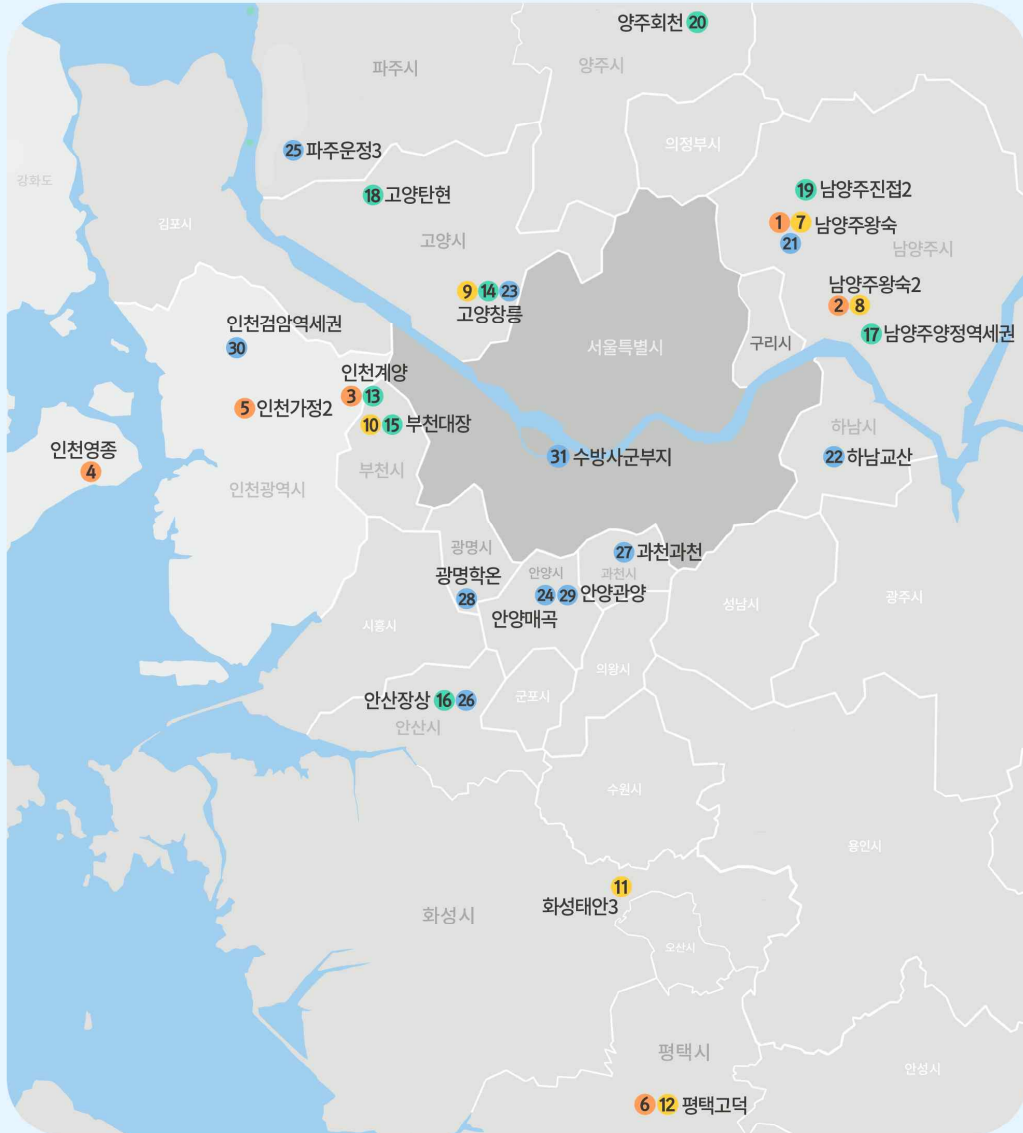 양주회천 20
파주시
양주시
의정부시
25 파주운정3
강화도
18 고양탄현
19 남양주진접2
김포시
1 7 남양주왕숙
21
고양시
남양주시
남양주왕숙2
2 8
9 14 23
고양창릉
인천검암역세권
30
서울특별시
구리시
17 남양주양정역세권
인천계양
3 13
5 인천가정2
10 15 부천대장
하남시
인천영종
4
31 수방사군부지
22 하남교산
부천시
인천광역시
광명시
27 과천과천
광명학온
28
안양시
과천시
24 29 안양관양
안양매곡
성남시
광주시
시흥시
의왕시
군포시
안산장상 16 26
안산시
수원시
용인시
11
화성태안3
화성시
오산시
평택시
안성시
6 12 평택고덕